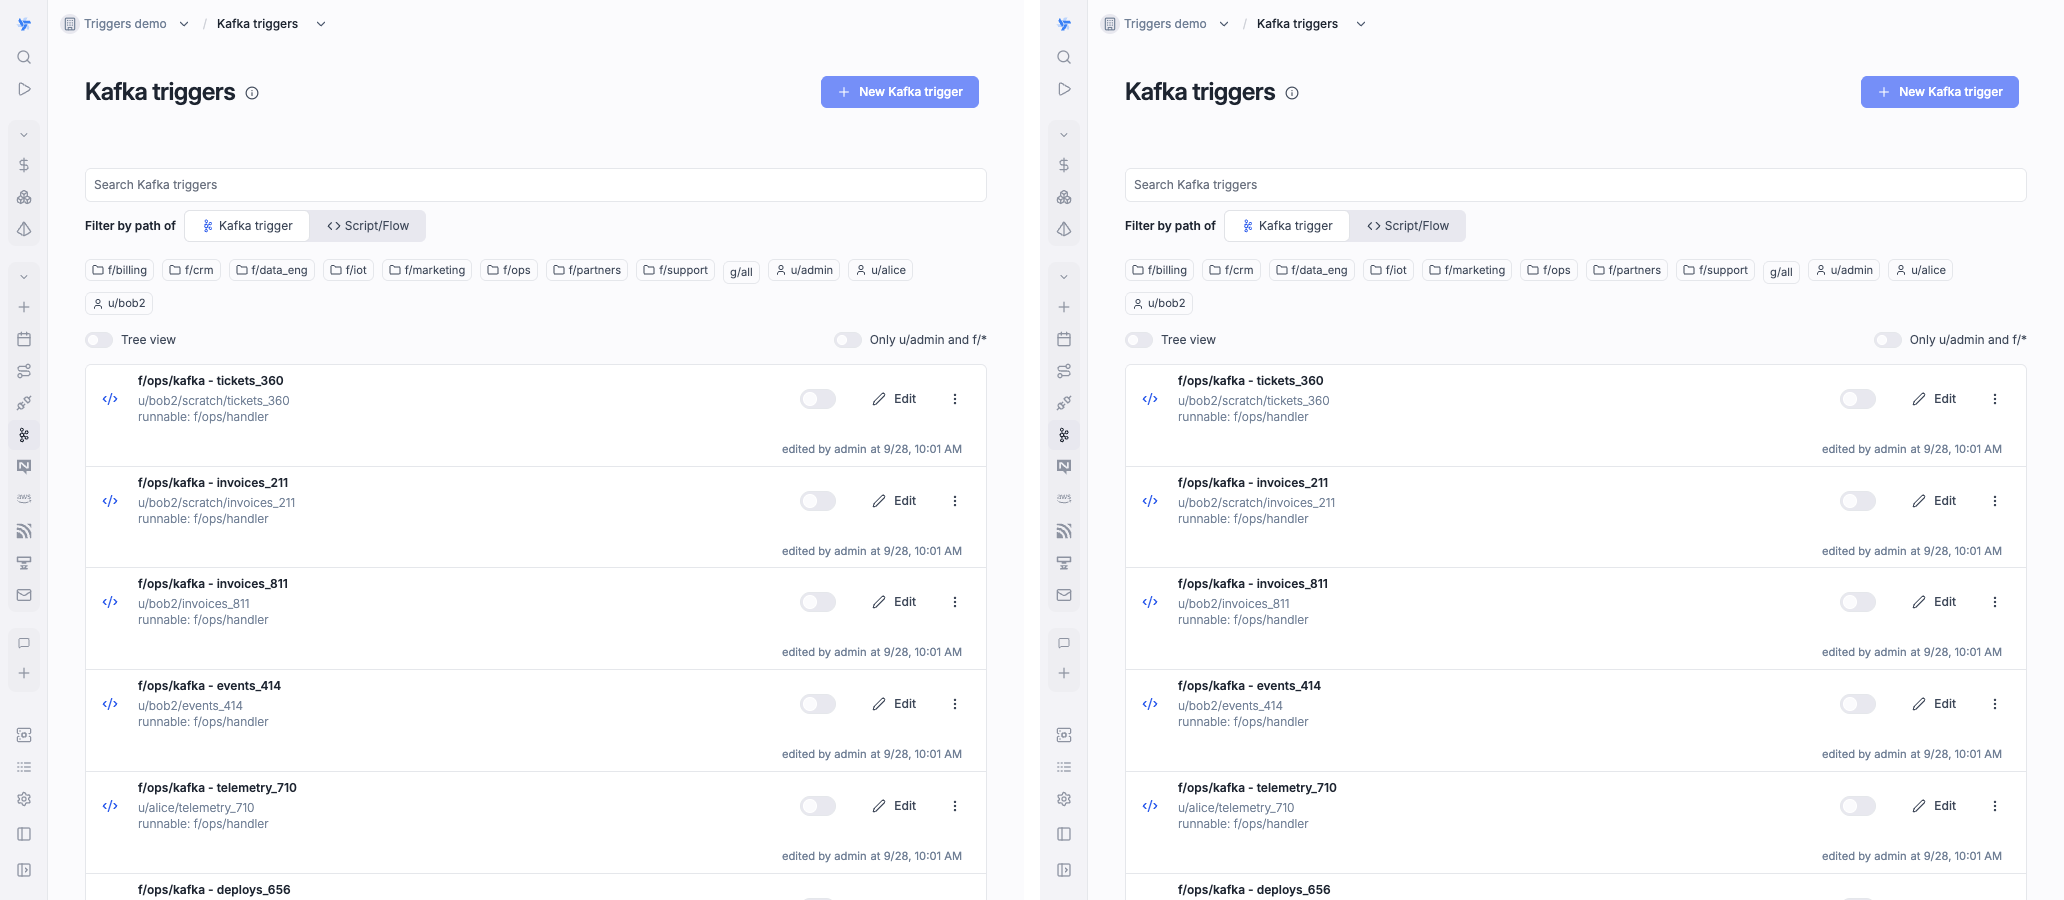 Triggers demo / Kafka triggers
Kafka triggers
New Kafka trigger
Search Kafka triggers
Filter by path of Kafka trigger Script/Flow
f/billing f/crm f/data_eng f/iot f/marketing f/ops f/partners f/support g/all u/admin u/alice
u/bob2
Tree view Only u/admin and f/*
f/ops/kafka - tickets_360
u/bob2/scratch/tickets_360
runnable: f/ops/handler
Edit
edited by admin at 9/28, 10:01 AM
f/ops/kafka - invoices_211
u/bob2/scratch/invoices_211
runnable: f/ops/handler
Edit
edited by admin at 9/28, 10:01 AM
f/ops/kafka - invoices_811
u/bob2/invoices_811
runnable: f/ops/handler
Edit
edited by admin at 9/28, 10:01 AM
f/ops/kafka - events_414
u/bob2/events_414
runnable: f/ops/handler
Edit
edited by admin at 9/28, 10:01 AM
f/ops/kafka - telemetry_710
u/alice/telemetry_710
runnable: f/ops/handler
Edit
edited by admin at 9/28, 10:01 AM
f/ops/kafka - deploys_656
aws
Triggers demo / Kafka triggers
Kafka triggers
New Kafka trigger
Search Kafka triggers
Filter by path of Kafka trigger Script/Flow
f/billing f/crm f/data_eng f/iot f/marketing f/ops f/partners f/support g/all u/admin u/alice
u/bob2
Tree view Only u/admin and f/*
f/ops/kafka - tickets_360
u/bob2/scratch/tickets_360
runnable: f/ops/handler
Edit
edited by admin at 9/28, 10:01 AM
f/ops/kafka - invoices_211
u/bob2/scratch/invoices_211
runnable: f/ops/handler
Edit
edited by admin at 9/28, 10:01 AM
f/ops/kafka - invoices_811
u/bob2/invoices_811
runnable: f/ops/handler
Edit
edited by admin at 9/28, 10:01 AM
f/ops/kafka - events_414
u/bob2/events_414
runnable: f/ops/handler
Edit
edited by admin at 9/28, 10:01 AM
f/ops/kafka - telemetry_710
u/alice/telemetry_710
runnable: f/ops/handler
Edit
edited by admin at 9/28, 10:01 AM
f/ops/kafka - deploys_656
aws